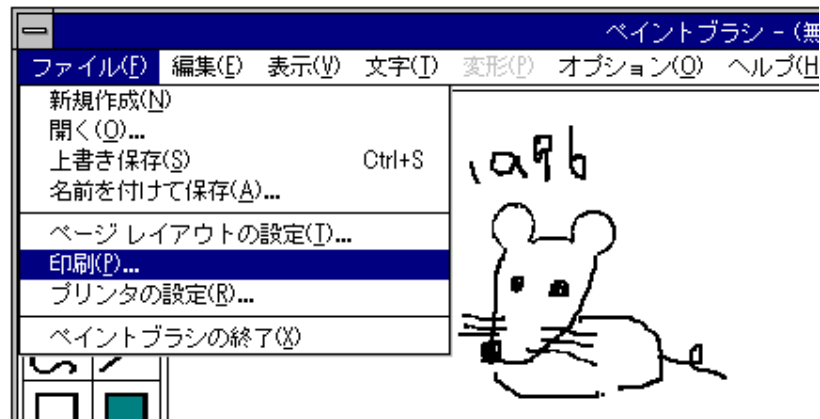 ペイントブラシ - (無
ファイル(F) 編集(E) 表示(V) 文字(T) 変形(P) オプション(O) ヘルプ(H
新規作成(N)
開く(O)...
上書き保存(S) Ctrl+S
名前を付けて保存(A)...
ページ レイアウトの設定(T)...
印刷(P)...
プリンタの設定(R)...
ペイントブラシの終了(X)